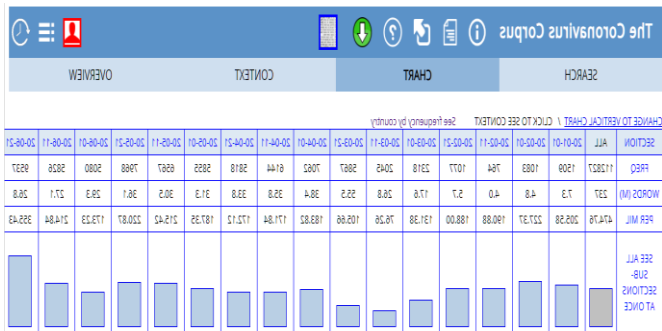 The Coronavirus Corpus
SEARCH CHART CONTEXT OVERVIEW
CHANGE TO VERTICAL CHART / CLICK TO SEE CONTEXT See frequency by country
SECTION ALL 20-01-01 20-02-01 20-02-11 20-02-21 20-03-01 20-03-11 20-03-21 20-04-01 20-04-11 20-04-21 20-05-01 20-05-11 20-05-21 20-06-01 20-06-11 20-06-21
FREQ 112827 1509 1083 764 1077 2318 2045 5867 7062 6144 5818 5855 6567 7968 5080 5826 9537
WORDS (M) 237 7.3 4.8 4.0 5.7 17.6 26.8 55.5 38.4 35.8 33.8 31.3 30.5 36.1 29.3 27.1 26.8
PER MIL 474.76 205.58 227.37 190.88 188.00 131.38 76.26 105.66 183.82 171.84 172.12 187.35 215.42 220.87 173.23 214.84 355.43
SEE ALL
SUB-
SECTIONS
AT ONCE